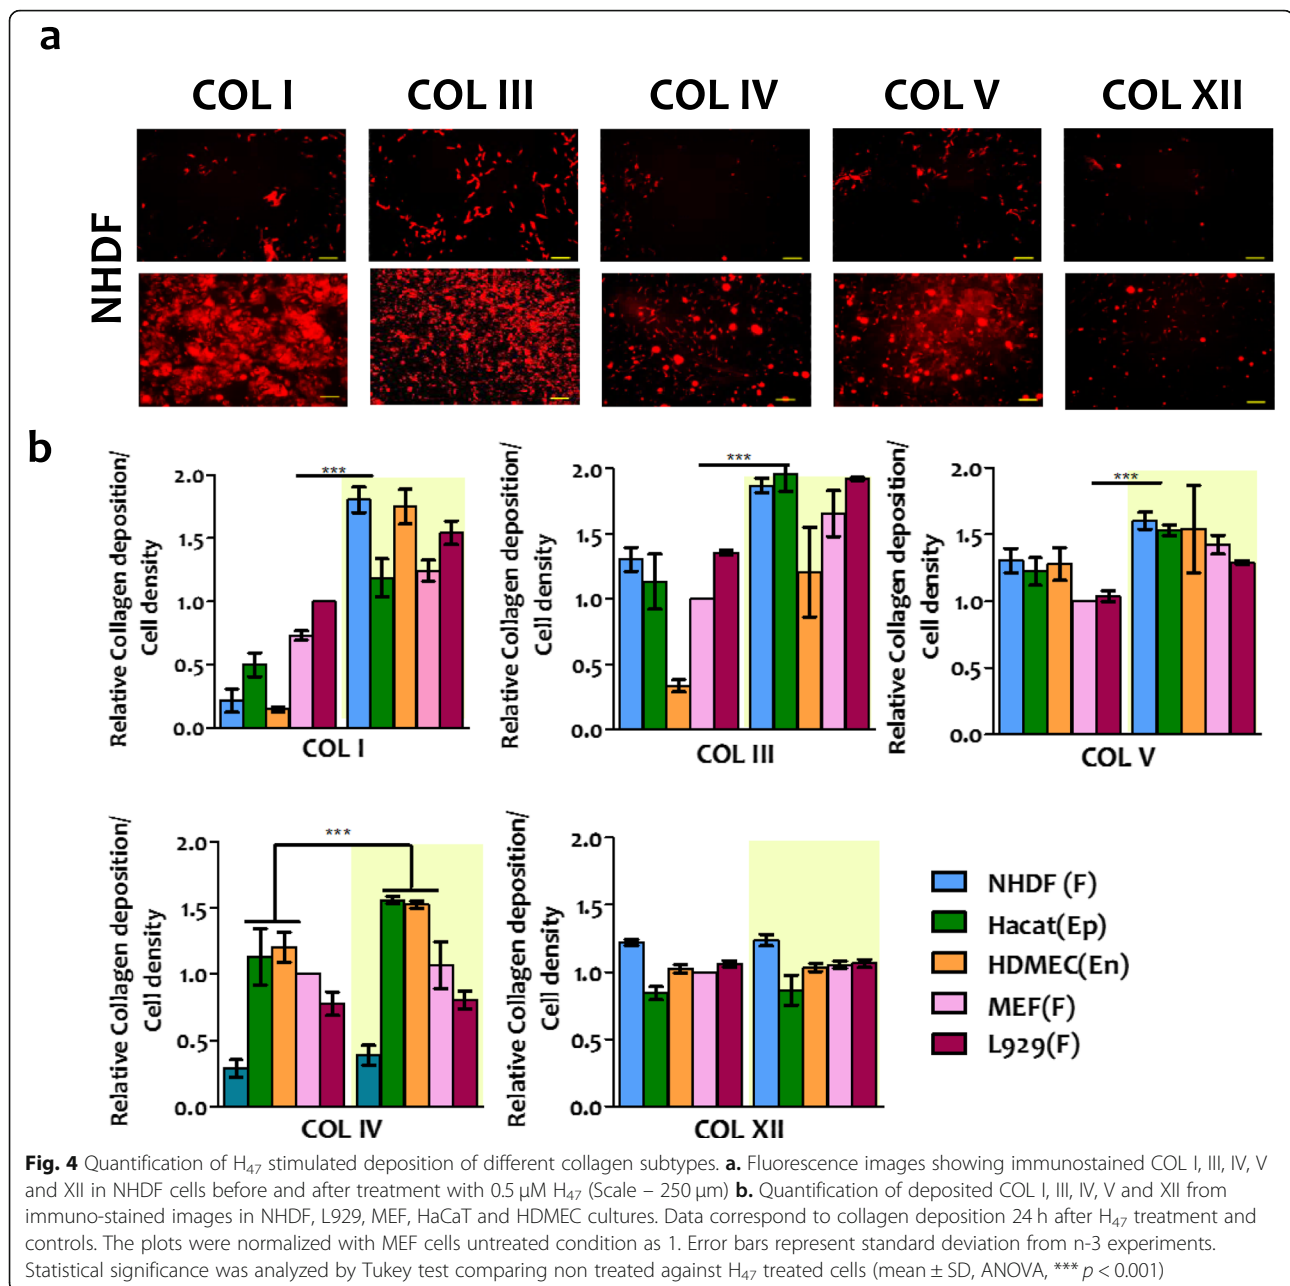 a
COL I COL III COL IV COL V COL XII
NHDF
b
Relative Collagen deposition/
Cell density
2.0
1.5
1.0
0.5
0.0
***
COL I
Relative Collagen deposition/
Cell density
2.0
1.5
1.0
0.5
0.0
***
COL III
Relative Collagen deposition/
Cell density
2.0
1.5
1.0
0.5
0.0
***
COL V
Relative Collagen deposition/
Cell density
2.0
1.5
1.0
0.5
0.0
***
COL IV
Relative Collagen deposition/
Cell density
2.0
1.5
1.0
0.5
0.0
COL XII
NHDF (F)
Hacat(Ep)
HDMEC(En)
MEF(F)
L929(F)
Fig. 4 Quantification of H47 stimulated deposition of different collagen subtypes. a. Fluorescence images showing immunostained COL I, III, IV, V
and XII in NHDF cells before and after treatment with 0.5 μM H47 (Scale – 250 μm) b. Quantification of deposited COL I, III, IV, V and XII from
immuno-stained images in NHDF, L929, MEF, HaCaT and HDMEC cultures. Data correspond to collagen deposition 24 h after H47 treatment and
controls. The plots were normalized with MEF cells untreated condition as 1. Error bars represent standard deviation from n-3 experiments.
Statistical significance was analyzed by Tukey test comparing non treated against H47 treated cells (mean ± SD, ANOVA, *** p < 0.001)